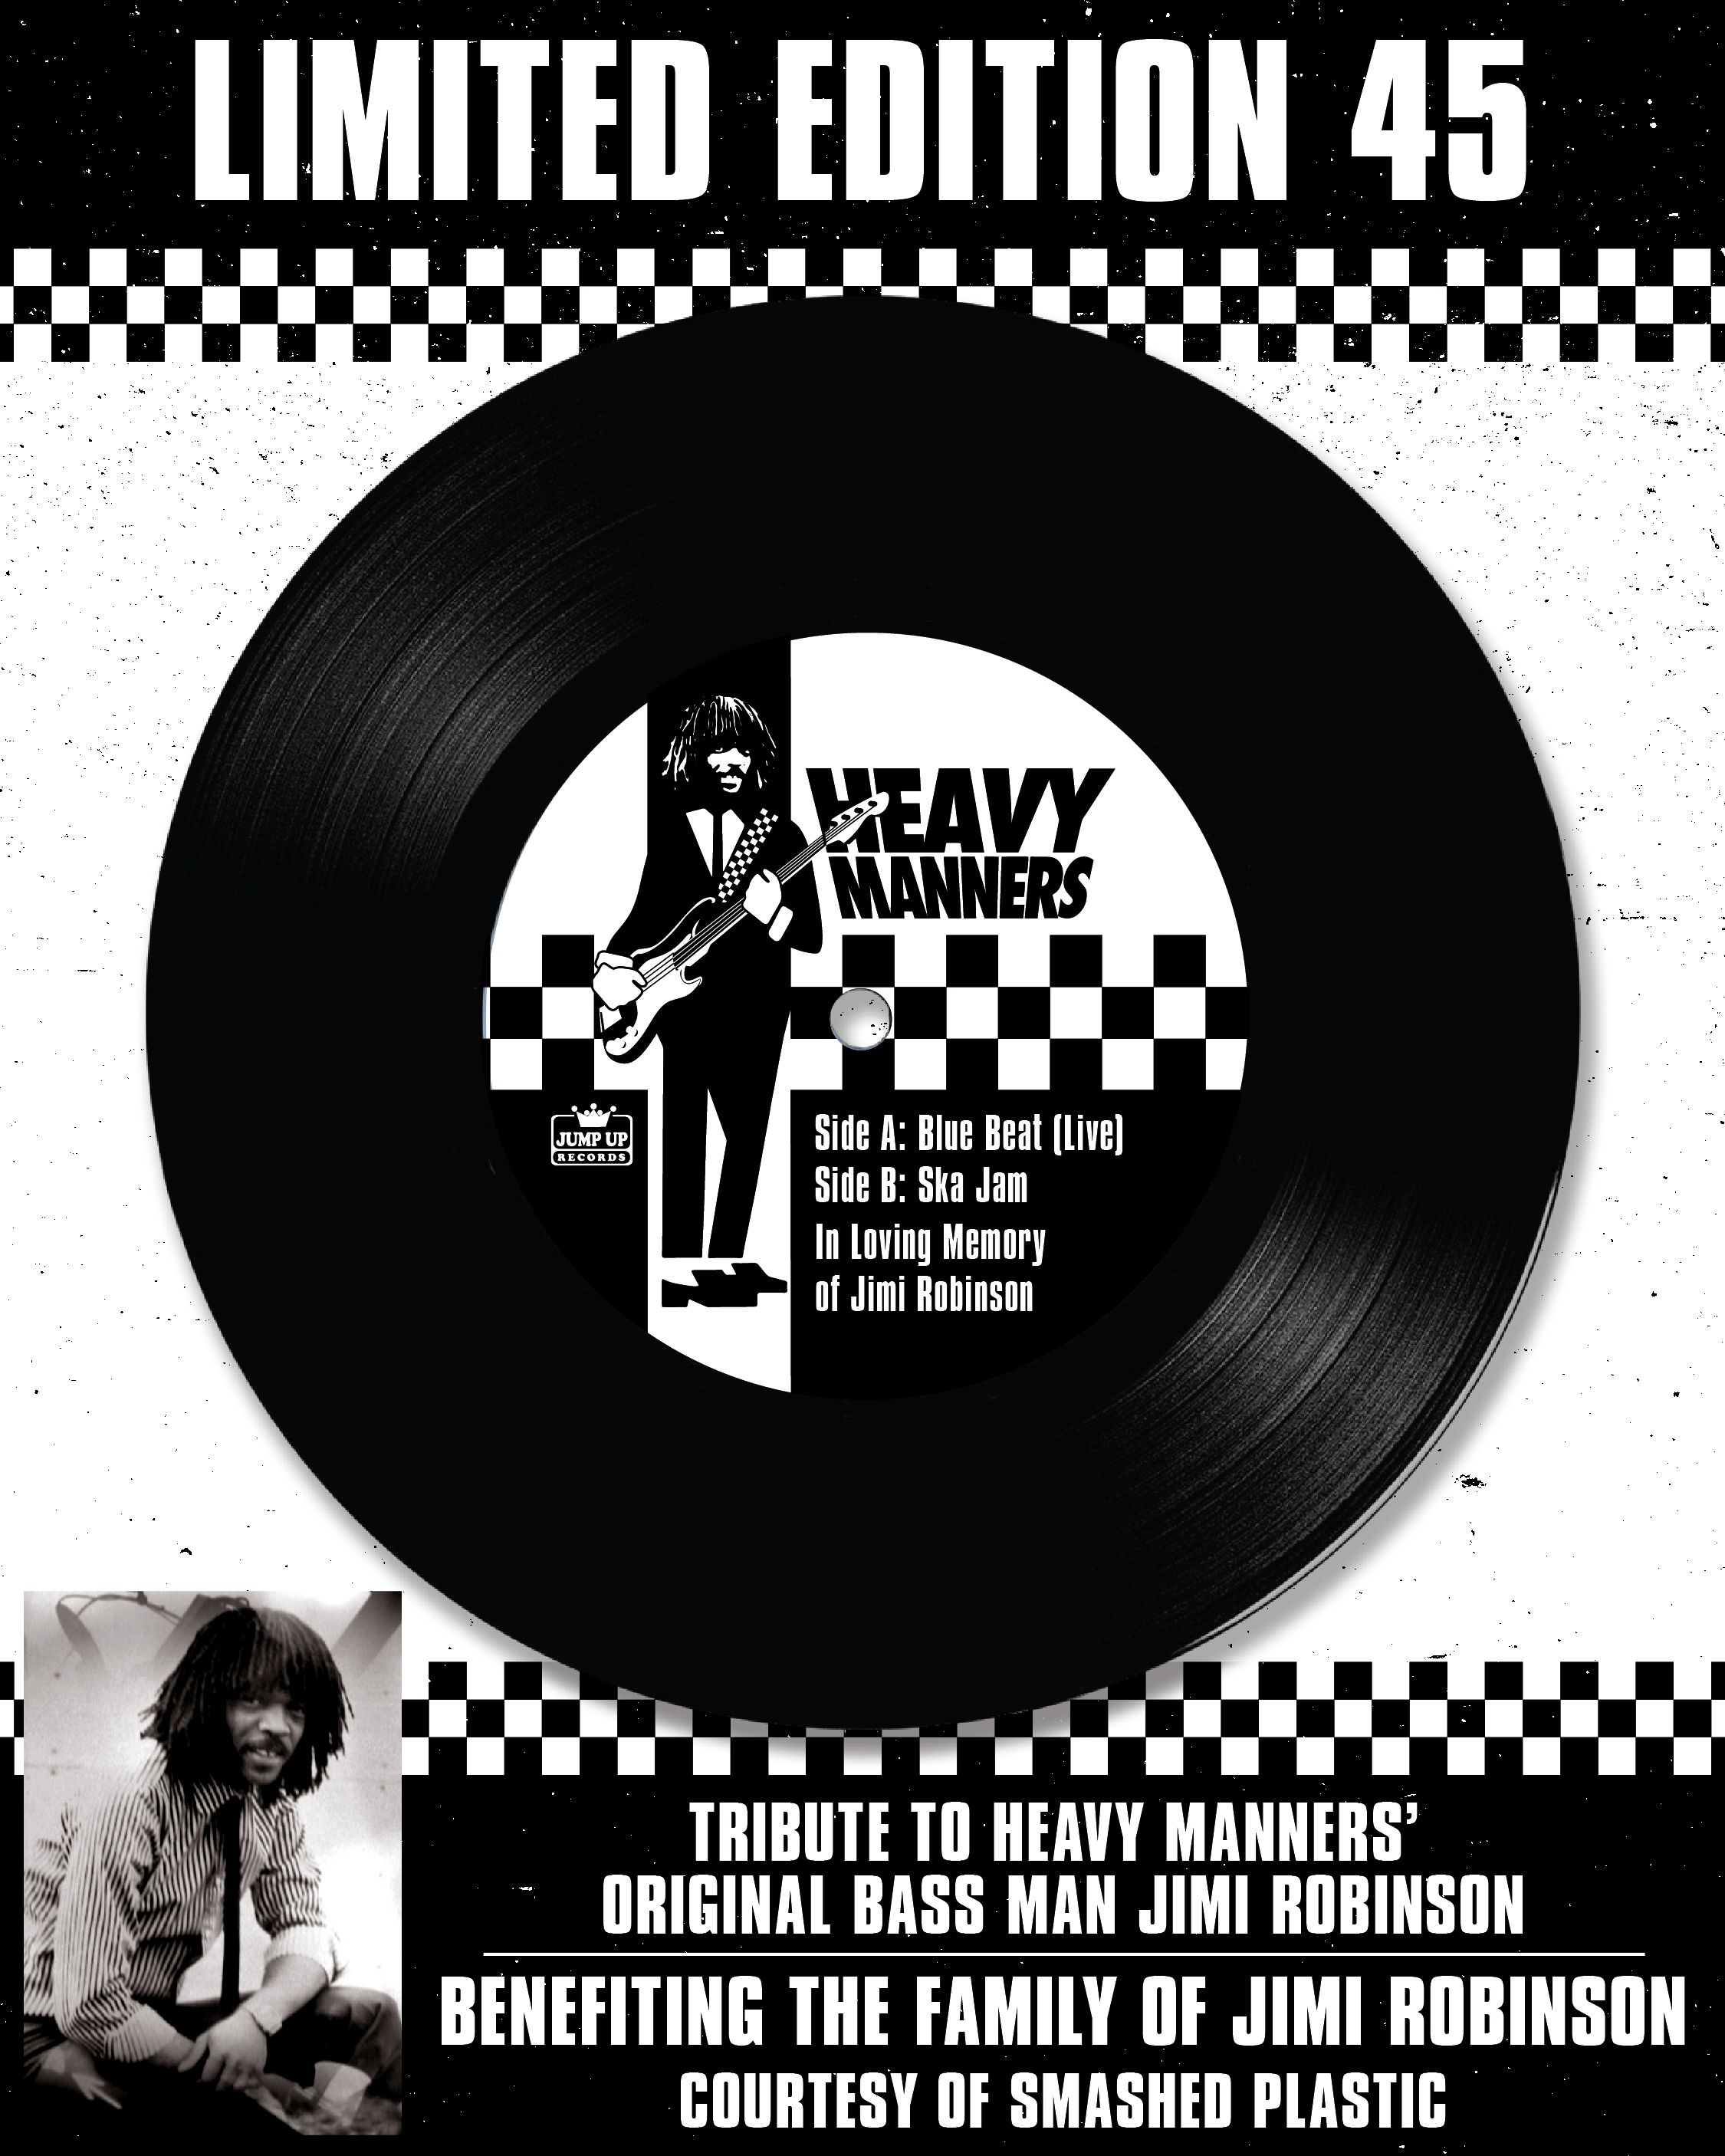 LIMITED EDITION 45
HEAVY
MANNERS
JUMP UP
RECORDS
Side A: Blue Beat (Live)
Side B: Ska Jam
In Loving Memory
of Jimi Robinson
TRIBUTE TO HEAVY MANNERS’
ORIGINAL BASS MAN JIMI ROBINSON
BENEFITING THE FAMILY OF JIMI ROBINSON
COURTESY OF SMASHED PLASTIC